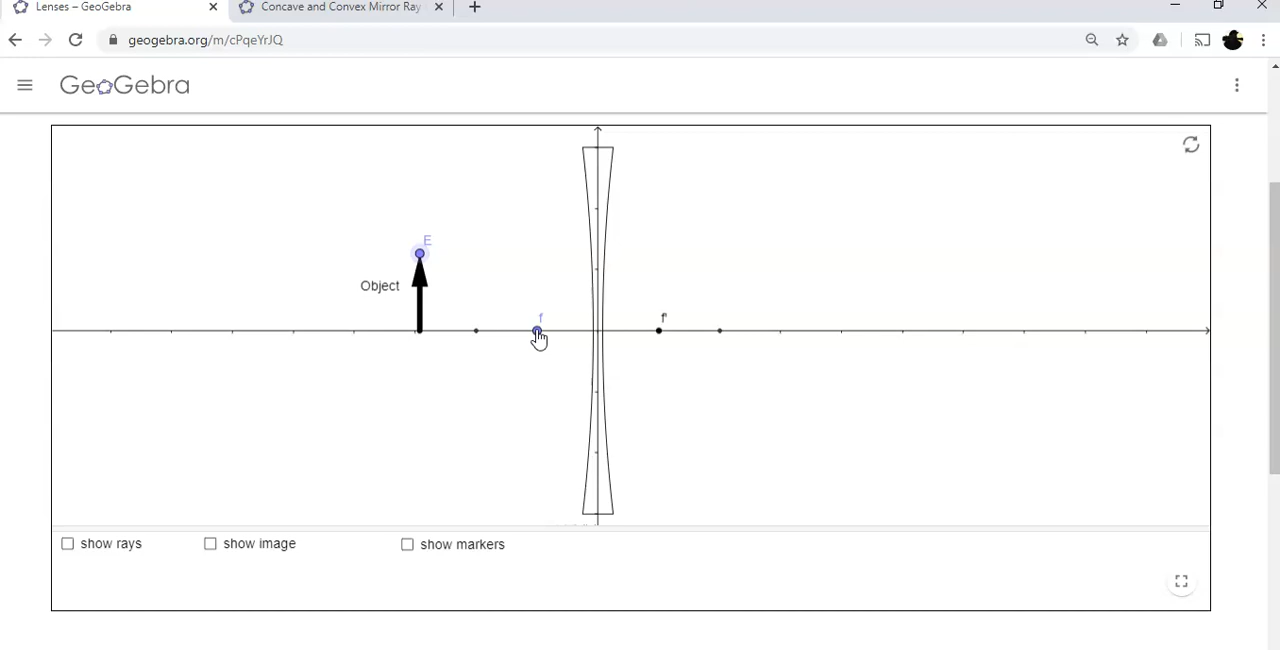 Lenses – GeoGebra
Concave and Convex Mirror Ray
geogebra.org/m/cPqeYrJQ
GeoGebra
E
Object
f
f'
show rays
show image
show markers